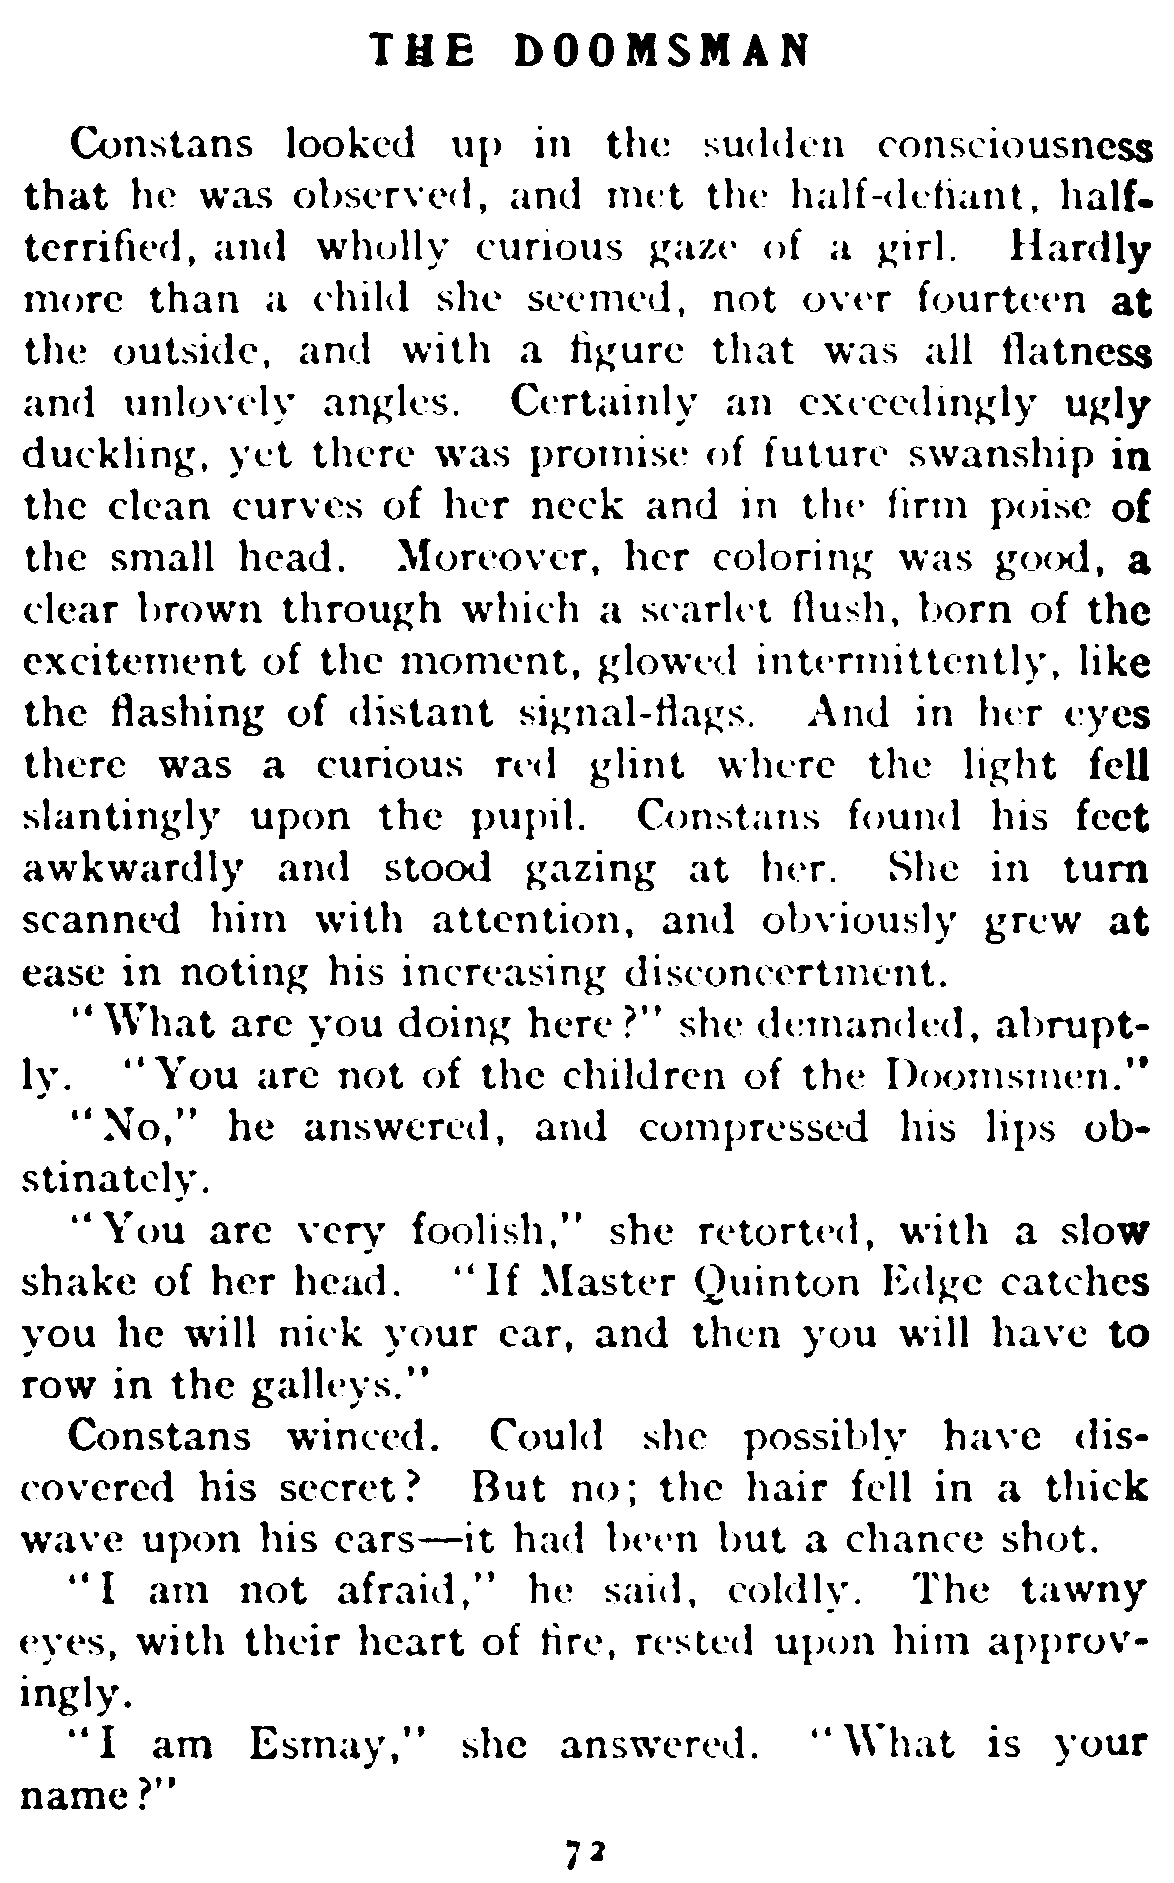 THE DOOMSMAN
Constans looked up in the sudden consciousness
that he was observed, and met the half-defiant, half-
terrified, and wholly curious gaze of a girl. Hardly
more than a child she seemed, not over fourteen at
the outside, and with a figure that was all flatness
and unlovely angles. Certainly an exceedingly ugly
duckling, yet there was promise of future swanship in
the clean curves of her neck and in the firm poise of
the small head. Moreover, her coloring was good, a
clear brown through which a scarlet flush, born of the
excitement of the moment, glowed intermittently, like
the flashing of distant signal-flags. And in her eyes
there was a curious red glint where the light fell
slantingly upon the pupil. Constans found his feet
awkwardly and stood gazing at her. She in turn
scanned him with attention, and obviously grew at
ease in noting his increasing disconcertment.
"What are you doing here?" she demanded, abrupt-
ly. "You are not of the children of the Doomsmen."
"No," he answered, and compressed his lips ob-
stinately.
"You are very foolish," she retorted, with a slow
shake of her head. "If Master Quinton Edge catches
you he will nick your ear, and then you will have to
row in the galleys."
Constans winced. Could she possibly have dis-
covered his secret? But no; the hair fell in a thick
wave upon his ears—it had been but a chance shot.
"I am not afraid," he said, coldly. The tawny
eyes, with their heart of fire, rested upon him approv-
ingly.
"I am Esmay," she answered. "What is your
name?"
72